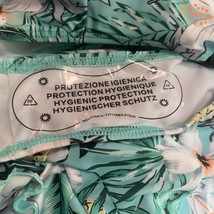 PROTEZIONE IGIENICA
PROTECTION HYGIENIQUE
HYGIENIC PROTECTION
HYGIENISCHER SCHUTZ